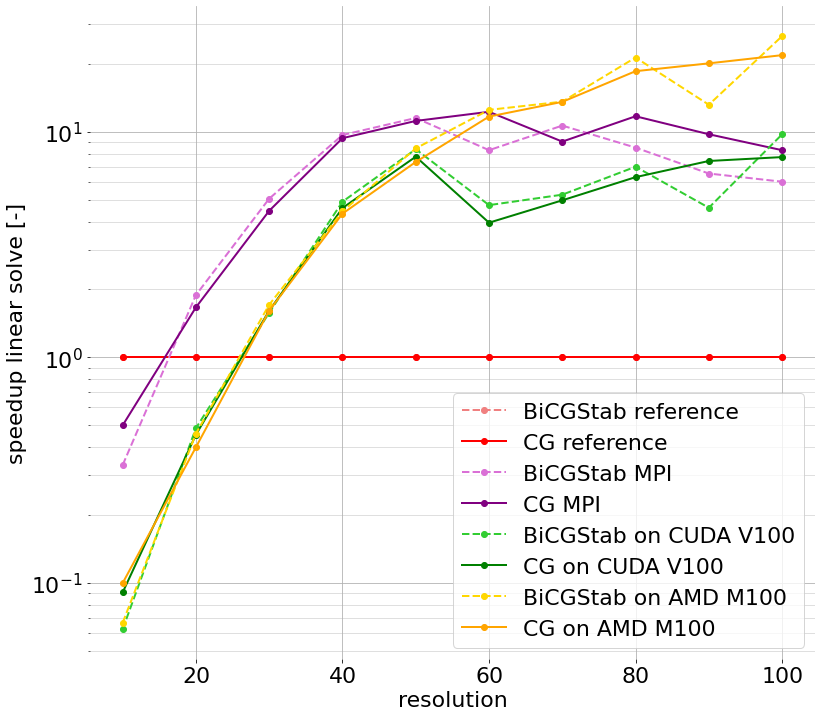 speedup linear solve [-]
10¹
10⁰
10⁻¹
20
40
60
80
100
resolution
BiCGStab reference
CG reference
BiCGStab MPI
CG MPI
BiCGStab on CUDA V100
CG on CUDA V100
BiCGStab on AMD M100
CG on AMD M100